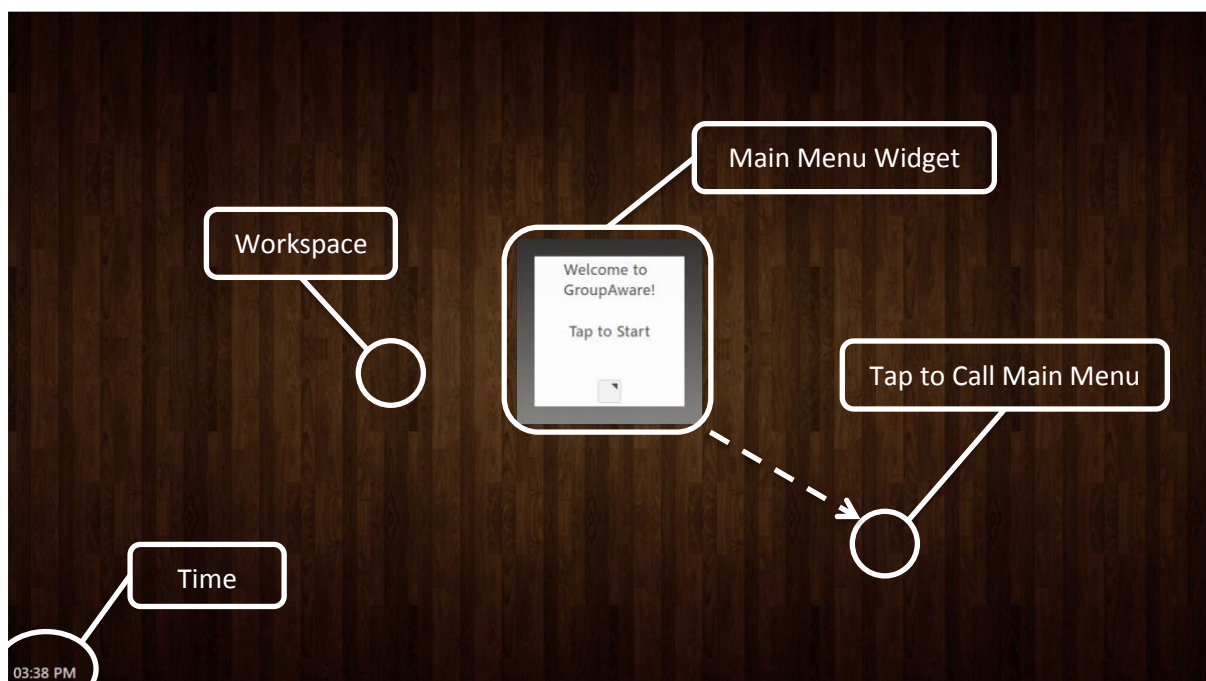 Main Menu Widget
Workspace
Welcome to
GroupAware!
Tap to Start
Tap to Call Main Menu
Time
03:38 PM